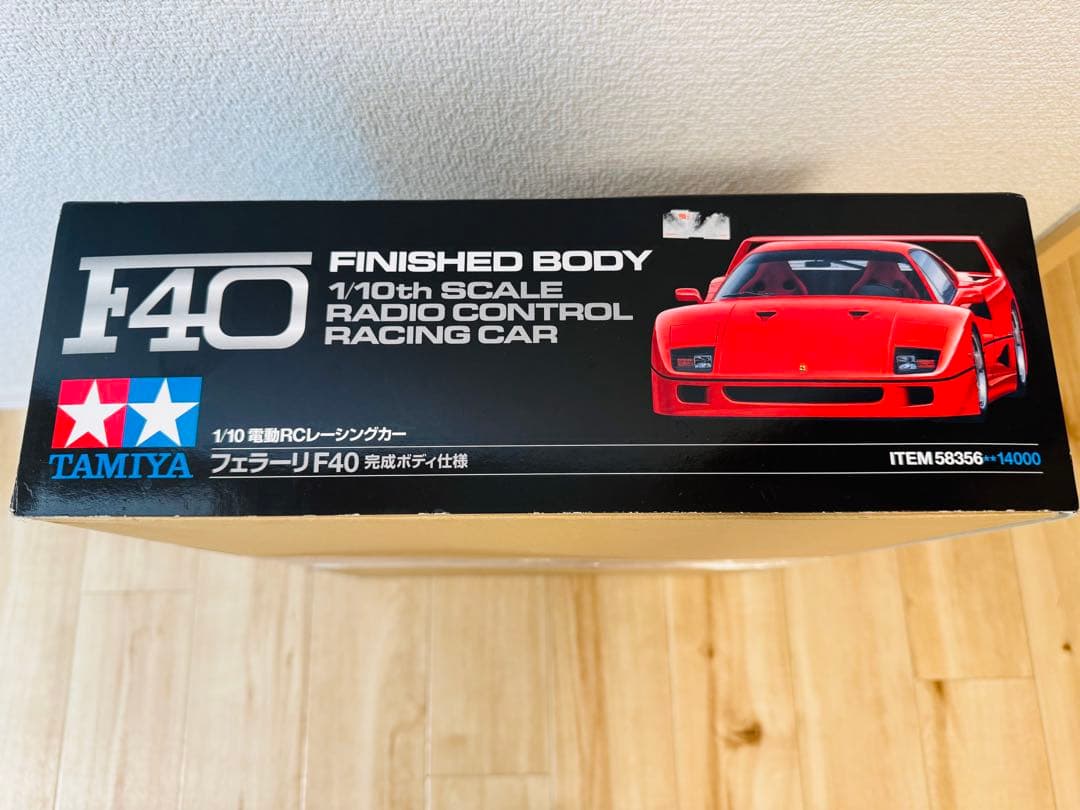 F40
FINISHED BODY
1/10th SCALE
RADIO CONTROL
RACING CAR
TAMIYA
1/10 電動RCレーシングカー
フェラーリF40 完成ボディ仕様
ITEM 58356**14000